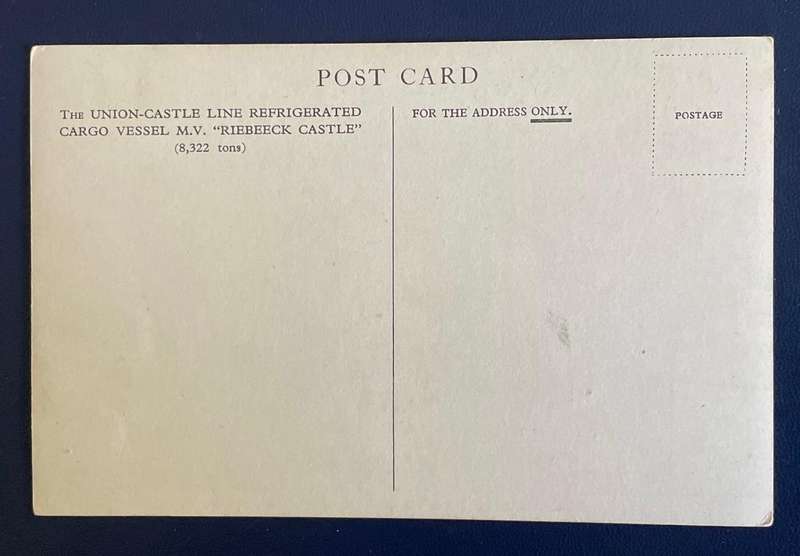 POST CARD
The UNION-CASTLE LINE REFRIGERATED
CARGO VESSEL M.V. “RIEBEECK CASTLE”
(8,322 tons)
FOR THE ADDRESS ONLY.
POSTAGE